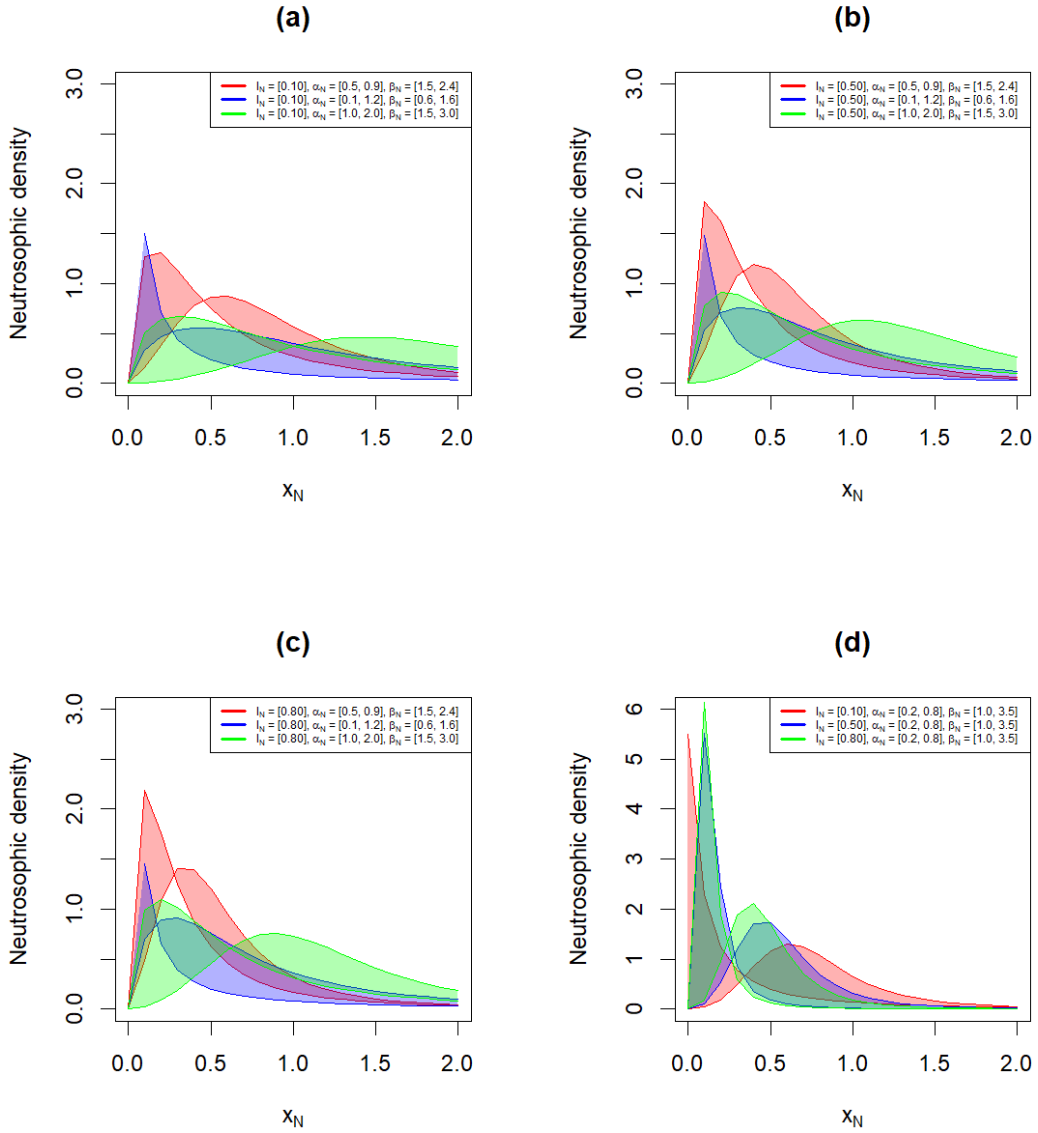 (a)
Neutrosophic density
3.0
2.0
1.0
0.0
I_N = [0.10], α_N = [0.5, 0.9], β_N = [1.5, 2.4]
I_N = [0.10], α_N = [0.1, 1.2], β_N = [0.6, 1.6]
I_N = [0.10], α_N = [1.0, 2.0], β_N = [1.5, 3.0]
0.0 0.5 1.0 1.5 2.0
x_N
(b)
Neutrosophic density
3.0
2.0
1.0
0.0
I_N = [0.50], α_N = [0.5, 0.9], β_N = [1.5, 2.4]
I_N = [0.50], α_N = [0.1, 1.2], β_N = [0.6, 1.6]
I_N = [0.50], α_N = [1.0, 2.0], β_N = [1.5, 3.0]
0.0 0.5 1.0 1.5 2.0
x_N
(c)
Neutrosophic density
3.0
2.0
1.0
0.0
I_N = [0.80], α_N = [0.5, 0.9], β_N = [1.5, 2.4]
I_N = [0.80], α_N = [0.1, 1.2], β_N = [0.6, 1.6]
I_N = [0.80], α_N = [1.0, 2.0], β_N = [1.5, 3.0]
0.0 0.5 1.0 1.5 2.0
x_N
(d)
Neutrosophic density
6
5
4
3
2
1
0
I_N = [0.10], α_N = [0.2, 0.8], β_N = [1.0, 3.5]
I_N = [0.50], α_N = [0.2, 0.8], β_N = [1.0, 3.5]
I_N = [0.80], α_N = [0.2, 0.8], β_N = [1.0, 3.5]
0.0 0.5 1.0 1.5 2.0
x_N